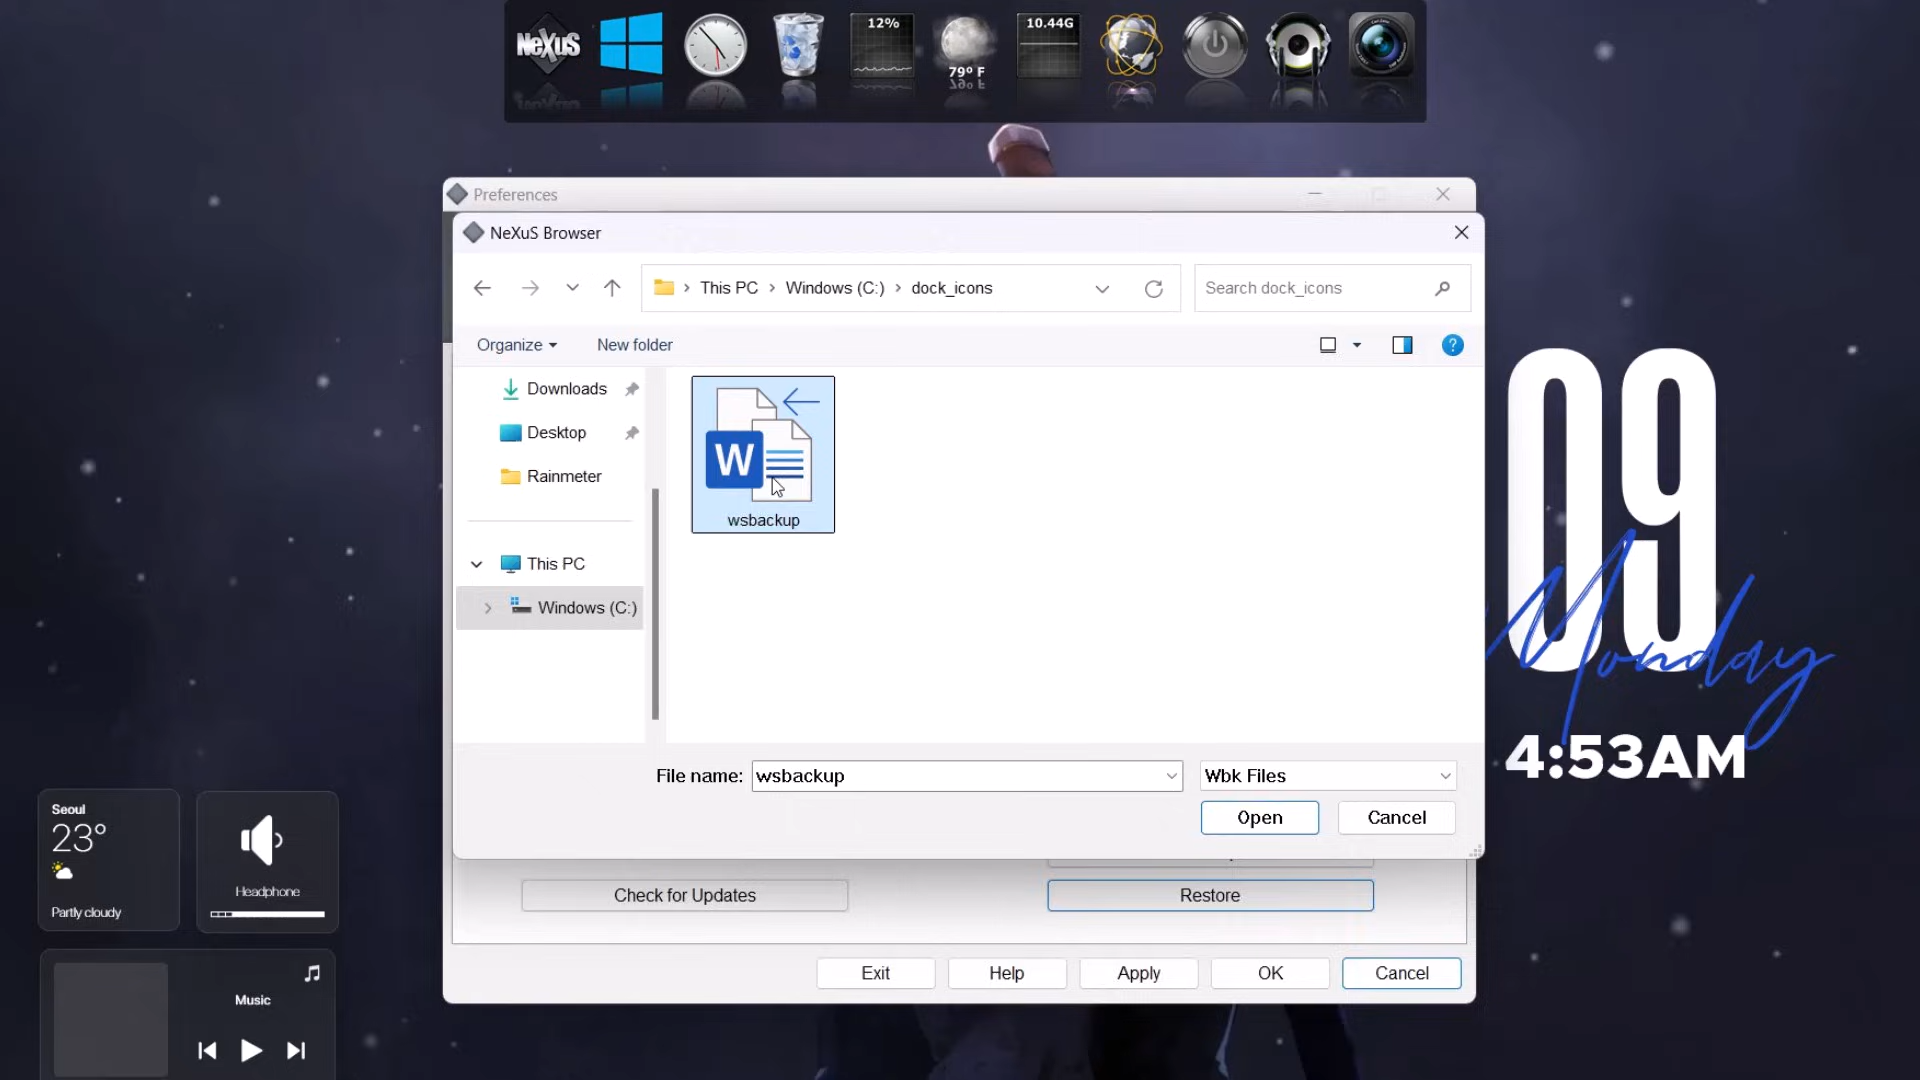 NeXuS
12%
79° F
10.44G
Preferences
NeXuS Browser
This PC
Windows (C:)
dock_icons
Search dock_icons
Organize
New folder
?
Downloads
Desktop
Rainmeter
This PC
Windows (C:)
W
wsbackup
File name:
wsbackup
Wbk Files
Open
Cancel
Check for Updates
Restore
Exit
Help
Apply
OK
Cancel
09
Monday
4:53AM
Seoul
23°
Partly cloudy
Headphone
Music